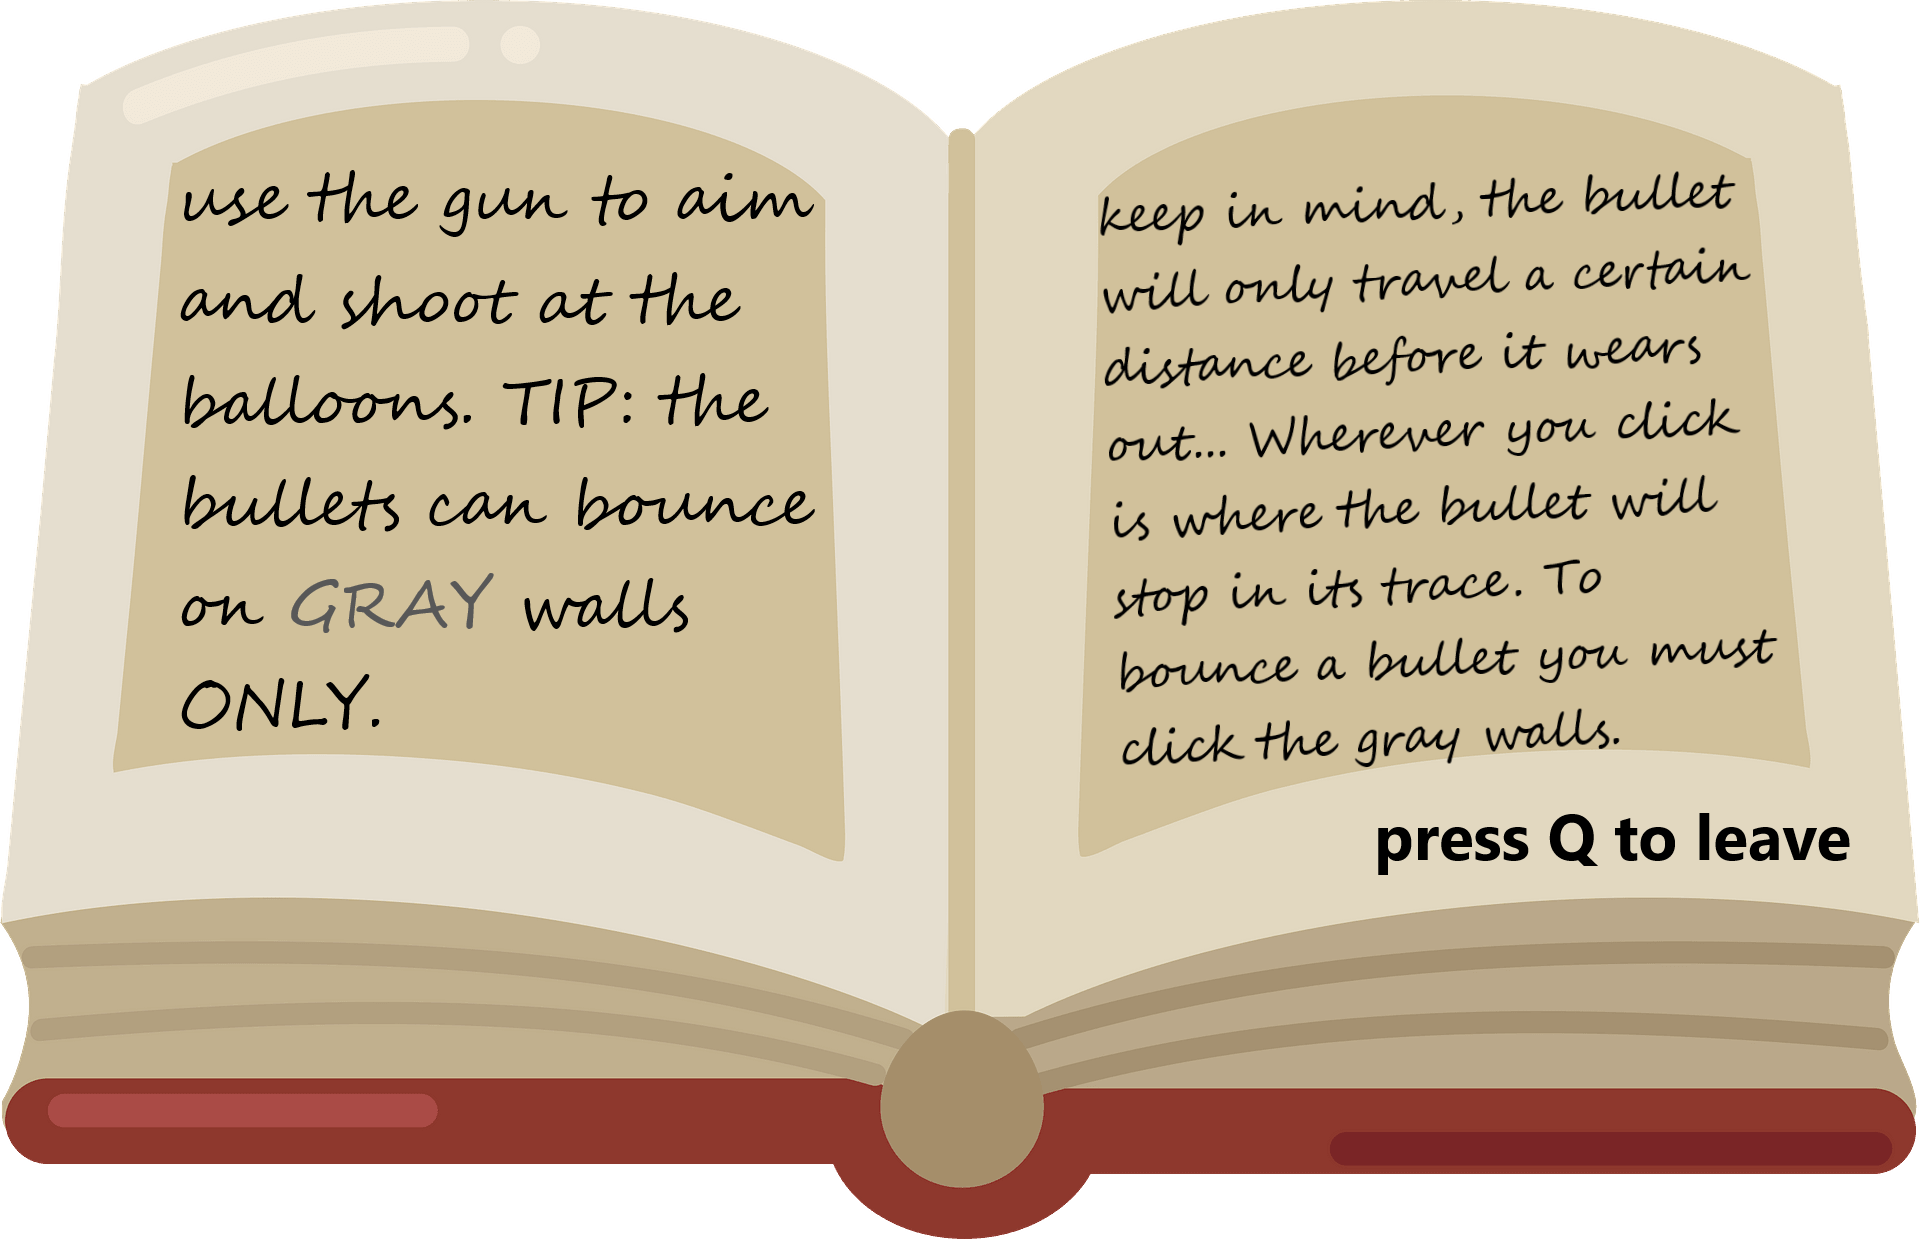 use the gun to aim
and shoot at the
balloons. TIP: the
bullets can bounce
on GRAY walls
ONLY.
keep in mind, the bullet
will only travel a certain
distance before it wears
out... Wherever you click
is where the bullet will
stop in its trace. To
bounce a bullet you must
click the gray walls.
press Q to leave